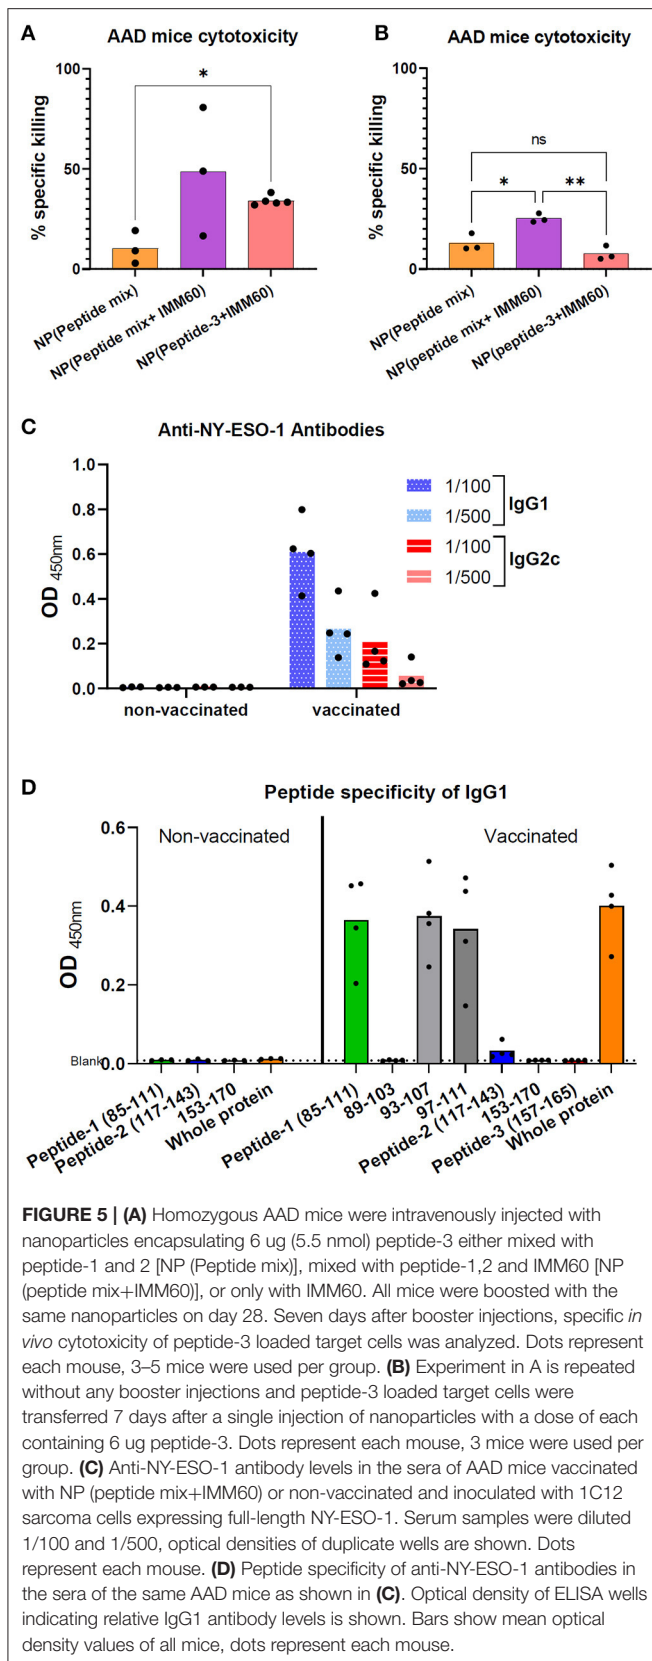 A
AAD mice cytotoxicity
% specific killing
100
50
0
*
NP(Peptide mix)
NP(Peptide mix+ IMM60)
NP(Peptide-3+IMM60)
B
AAD mice cytotoxicity
% specific killing
100
50
0
ns
*
**
NP(Peptide mix)
NP(peptide mix+ IMM60)
NP(peptide-3+IMM60)
C
Anti-NY-ESO-1 Antibodies
OD 450nm
1.0
0.8
0.6
0.4
0.2
0.0
non-vaccinated
vaccinated
1/100
1/500
IgG1
1/100
1/500
IgG2c
D
Peptide specificity of IgG1
Non-vaccinated
Vaccinated
OD 450nm
0.6
0.4
0.2
0.0
Blank
Peptide-1 (85-111)
Peptide-2 (117-143)
153-170
Whole protein
Peptide-1 (85-111)
89-103
93-107
97-111
Peptide-2 (117-143)
153-170
Peptide-3 (157-165)
Whole protein
FIGURE 5 | (A) Homozygous AAD mice were intravenously injected with
nanoparticles encapsulating 6 ug (5.5 nmol) peptide-3 either mixed with
peptide-1 and 2 [NP (Peptide mix)], mixed with peptide-1,2 and IMM60 [NP
(peptide mix+IMM60)], or only with IMM60. All mice were boosted with the
same nanoparticles on day 28. Seven days after booster injections, specific in
vivo cytotoxicity of peptide-3 loaded target cells was analyzed. Dots represent
each mouse, 3–5 mice were used per group. (B) Experiment in A is repeated
without any booster injections and peptide-3 loaded target cells were
transferred 7 days after a single injection of nanoparticles with a dose of each
containing 6 ug peptide-3. Dots represent each mouse, 3 mice were used per
group. (C) Anti-NY-ESO-1 antibody levels in the sera of AAD mice vaccinated
with NP (peptide mix+IMM60) or non-vaccinated and inoculated with 1C12
sarcoma cells expressing full-length NY-ESO-1. Serum samples were diluted
1/100 and 1/500, optical densities of duplicate wells are shown. Dots
represent each mouse. (D) Peptide specificity of anti-NY-ESO-1 antibodies in
the sera of the same AAD mice as shown in (C). Optical density of ELISA wells
indicating relative IgG1 antibody levels is shown. Bars show mean optical
density values of all mice, dots represent each mouse.